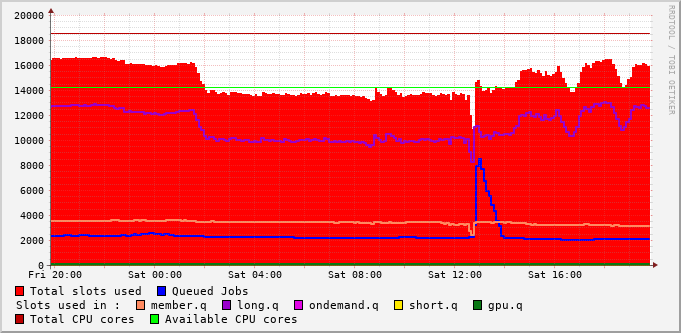 20000
18000
16000
14000
12000
10000
8000
6000
4000
2000
0
Fri 20:00 Sat 00:00 Sat 04:00 Sat 08:00 Sat 12:00 Sat 16:00
Total slots used Queued Jobs
Slots used in : member.q long.q ondemand.q short.q gpu.q
Total CPU cores Available CPU cores
RRDTOOL / TOBI OETIKER